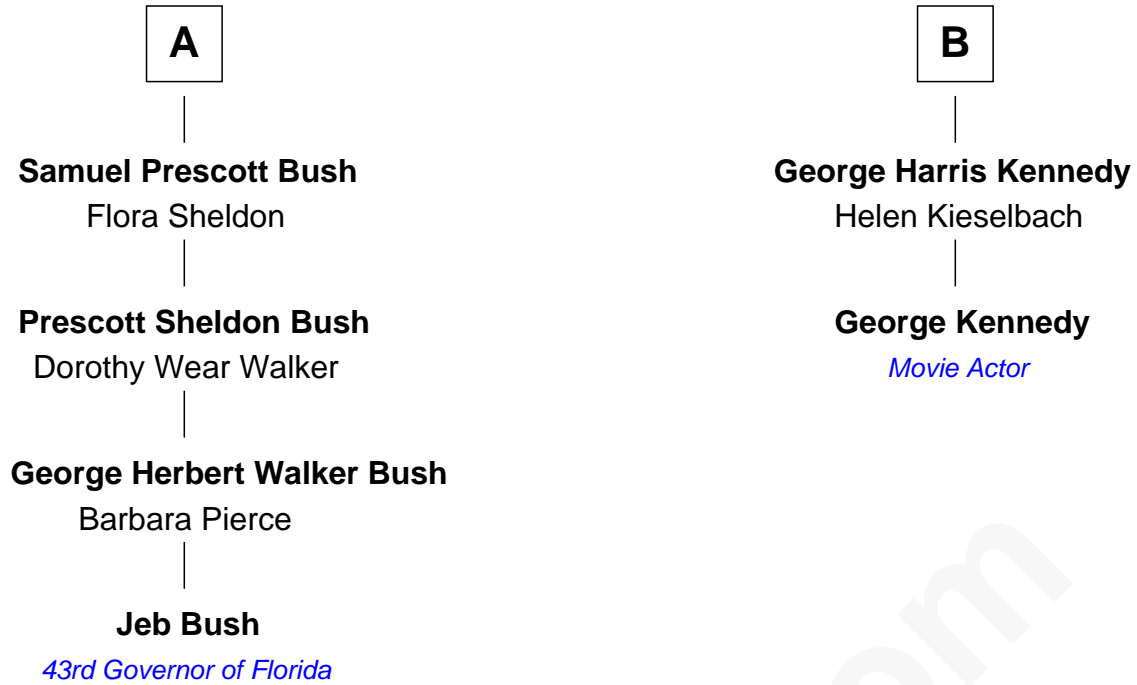 A
B
Samuel Prescott Bush
Flora Sheldon
George Harris Kennedy
Helen Kieselbach
Prescott Sheldon Bush
Dorothy Wear Walker
George Kennedy
Movie Actor
George Herbert Walker Bush
Barbara Pierce
Jeb Bush
43rd Governor of Florida
om